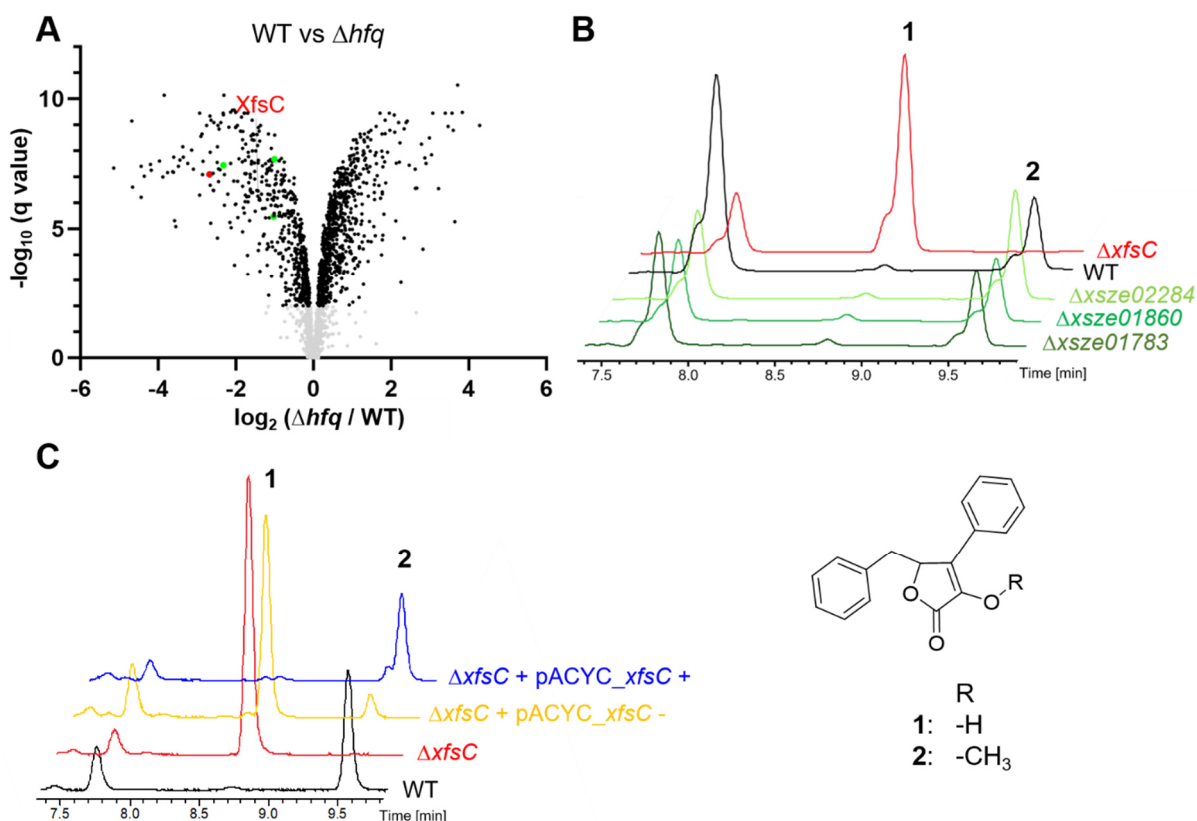 A
WT vs Δhfq
XfsC
10
5
0
-log10 (q value)
-6 -4 -2 0 2 4 6
log2 (Δhfq / WT)
B
1
2
ΔxfsC
WT
Δxsze02284
Δxsze01860
Δxsze01783
7.5 8.0 8.5 9.0 9.5 Time [min]
C
1
2
ΔxfsC + pACYC_xfsC +
ΔxfsC + pACYC_xfsC -
ΔxfsC
WT
7.5 8.0 8.5 9.0 9.5 Time [min]
O
O
R
O
R
1: -H
2: -CH3